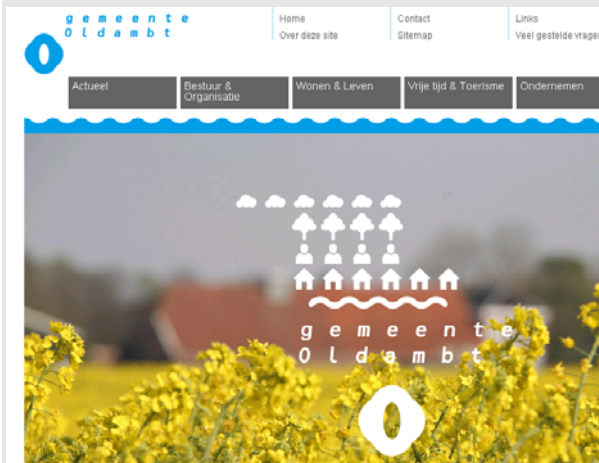 gemeente
Oldambt
Home
Over deze site
Contact
Sitemap
Links
Veel gestelde vragen
Actueel
Bestuur &
Organisatie
Wonen & Leven
Vrije tijd & Toerisme
Ondernemen
gemeente
Oldambt